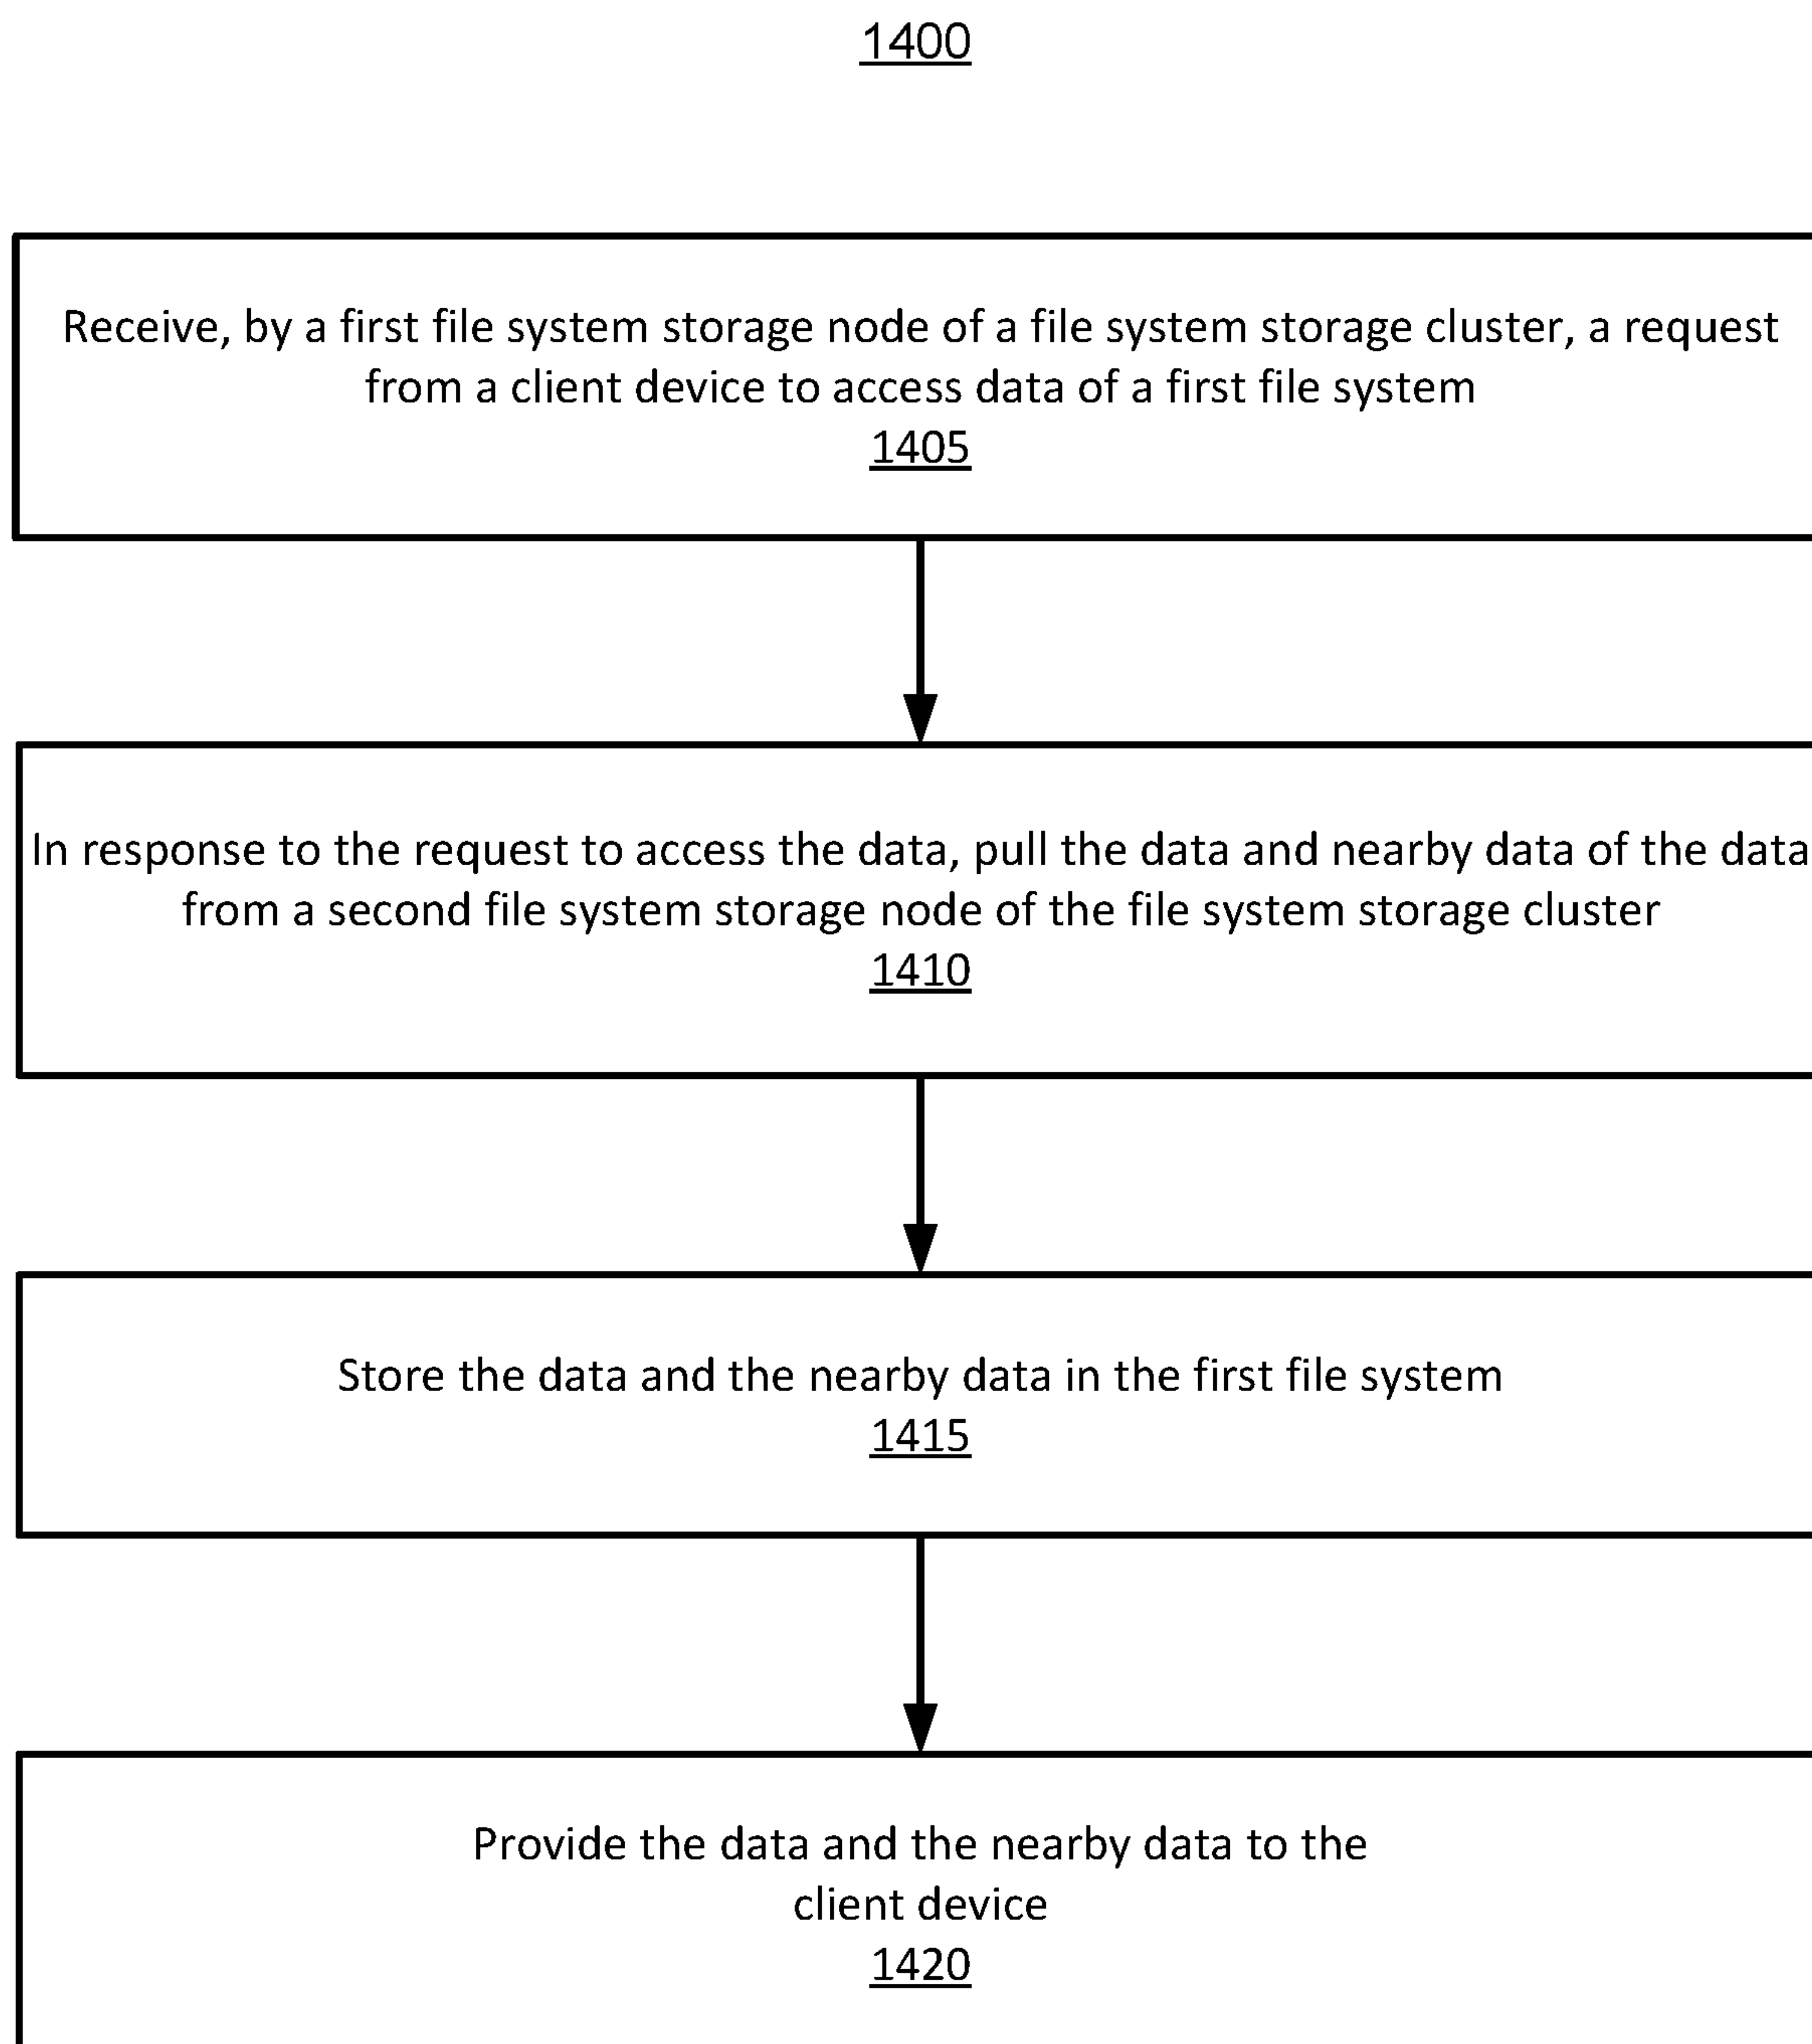 1400
Receive, by a first file system storage node of a file system storage cluster, a request
from a client device to access data of a first file system
1405
In response to the request to access the data, pull the data and nearby data of the data
from a second file system storage node of the file system storage cluster
1410
Store the data and the nearby data in the first file system
1415
Provide the data and the nearby data to the
client device
1420